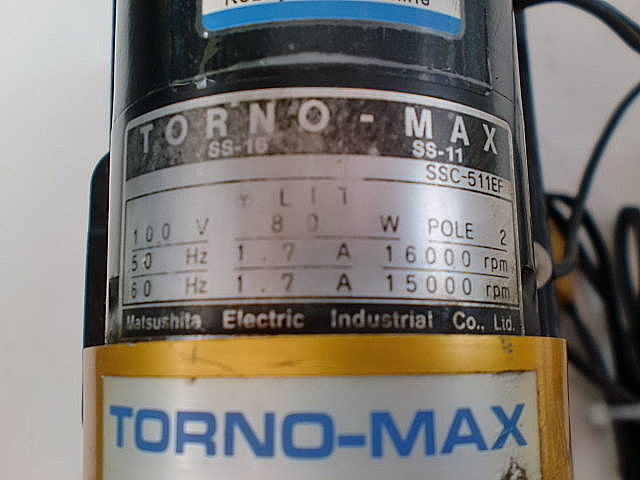 TORNO-MAX
SS-16 SS-11
SSC-511EF
LIT
100 V 80 W POLE 2
50 Hz 1.7 A 16000 rpm
60 Hz 1.7 A 15000 rpm
Matsushita Electric Industrial Co., Ltd.
TORNO-MAX